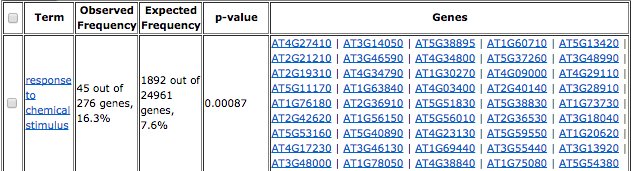 Term Observed Frequency Expected Frequency p-value Genes
response to chemical stimulus
45 out of 276 genes, 16.3%
1892 out of 24961 genes, 7.6%
0.00087
AT4G27410 | AT3G14050 | AT5G38895 | AT1G60710 | AT5G13420 |
AT2G21210 | AT3G46590 | AT4G34800 | AT5G37260 | AT3G48990 |
AT2G19310 | AT4G34790 | AT1G30270 | AT4G09000 | AT4G29110 |
AT5G11170 | AT1G63840 | AT4G03400 | AT2G40140 | AT3G28910 |
AT1G76180 | AT2G36910 | AT5G51830 | AT5G38830 | AT1G73730 |
AT2G42620 | AT1G56150 | AT5G56010 | AT2G36530 | AT3G18040 |
AT5G53160 | AT5G40890 | AT4G23130 | AT5G59550 | AT1G20620 |
AT4G17230 | AT3G46130 | AT1G69440 | AT3G55440 | AT3G13920 |
AT3G48000 | AT1G78050 | AT4G38840 | AT1G75080 | AT5G54380